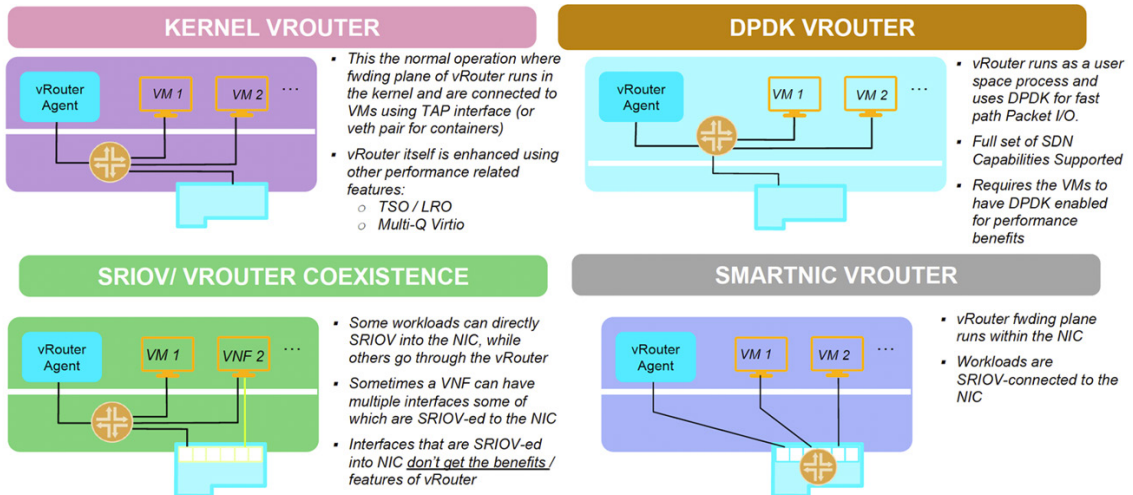 KERNEL VROUTER
vRouter
Agent
VM 1
VM 2
...
▪ This the normal operation where
fwding plane of vRouter runs in
the kernel and are connected to
VMs using TAP interface (or
veth pair for containers)
▪ vRouter itself is enhanced using
other performance related
features:
o TSO / LRO
o Multi-Q Virtio
DPDK VROUTER
vRouter
Agent
VM 1
VM 2
...
▪ vRouter runs as a user
space process and
uses DPDK for fast
path Packet I/O.
▪ Full set of SDN
Capabilities Supported
▪ Requires the VMs to
have DPDK enabled
for performance
benefits
SRIOV/ VROUTER COEXISTENCE
vRouter
Agent
VM 1
VNF 2
...
▪ Some workloads can directly
SRIOV into the NIC, while
others go through the vRouter
▪ Sometimes a VNF can have
multiple interfaces some of
which are SRIOV-ed to the NIC
▪ Interfaces that are SRIOV-ed
into NIC don't get the benefits /
features of vRouter
SMARTNIC VROUTER
vRouter
Agent
VM 1
VM 2
...
▪ vRouter fwding plane
runs within the NIC
▪ Workloads are
SRIOV-connected to the
NIC